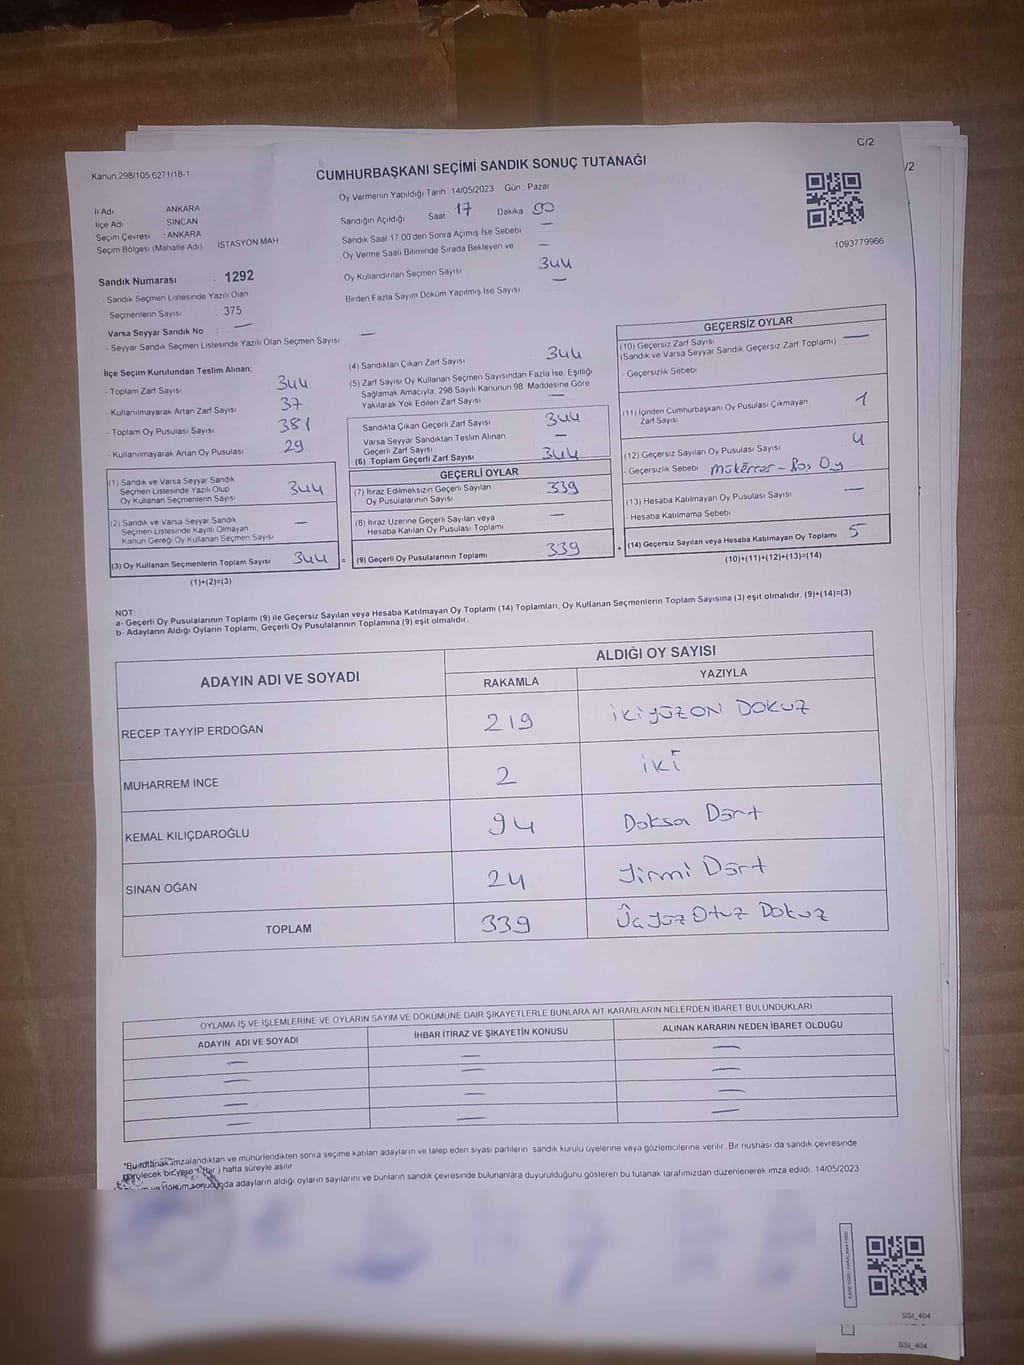 C/2
/2
Kanun,298/105,6271/18-1
CUMHURBAŞKANI SEÇİMİ SANDIK SONUÇ TUTANAĞI
Oy Vermenin Yapıldığı Tarih 14/05/2023 Gün Pazar
İl Adı ANKARA
İlçe Adı SİNCAN
Seçim Çevresi : ANKARA
Seçim Bölgesi (Mahalle Adı) İSTASYON MAH
Sandığın Açıldığı Saat 17 Dakika 00
Sandık Saat 17:00'den Sonra Açılmış İse Sebebi —
Oy Verme Saati Bitiminde Sırada Bekleyen ve —
Oy Kullandırılan Seçmen Sayısı 344
Birden Fazla Sayım Döküm Yapılmış İse Sayısı —
1093779966
Sandık Numarası : 1292
- Sandık Seçmen Listesinde Yazılı Olan
Seçmenlerin Sayısı : 375
Varsa Seyyar Sandık No : —
- Seyyar Sandık Seçmen Listesinde Yazılı Olan Seçmen Sayısı —
İlçe Seçim Kurulundan Teslim Alınan:
- Toplam Zarf Sayısı 344
- Kullanılmayarak Artan Zarf Sayısı 37
- Toplam Oy Pusulası Sayısı 381
- Kullanılmayarak Artan Oy Pusulası 29
(1) Sandık ve Varsa Seyyar Sandık
Seçmen Listesinde Yazılı Olup
Oy Kullanan Seçmenlerin Sayısı 344
(2) Sandık ve Varsa Seyyar Sandık
Seçmen Listesinde Kayıtlı Olmayan
Kanun Gereği Oy Kullanan Seçmen Sayısı —
(3) Oy Kullanan Seçmenlerin Toplam Sayısı 344 =
(1)+(2)=(3)
(4) Sandıktan Çıkan Zarf Sayısı 344
(5) Zarf Sayısı Oy Kullanan Seçmen Sayısından Fazla İse, Eşitliği
Sağlamak Amacıyla, 298 Sayılı Kanunun 98. Maddesine Göre
Yakılarak Yok Edilen Zarf Sayısı —
Sandıkta Çıkan Geçerli Zarf Sayısı 344
Varsa Seyyar Sandıktan Teslim Alınan
Geçerli Zarf Sayısı —
(6) Toplam Geçerli Zarf Sayısı 344
GEÇERLİ OYLAR
(7) İtiraz Edilmeksizin Geçerli Sayılan
Oy Pusulalarının Sayısı 339
(8) İtiraz Üzerine Geçerli Sayılan veya
Hesaba Katılan Oy Pusulası Toplamı —
(9) Geçerli Oy Pusulalarının Toplamı 339 +
GEÇERSİZ OYLAR
(10) Geçersiz Zarf Sayısı —
(Sandık ve Varsa Seyyar Sandık Geçersiz Zarf Toplamı)
- Geçersizlik Sebebi
(11) İçinden Cumhurbaşkanı Oy Pusulası Çıkmayan
Zarf Sayısı 1
(12) Geçersiz Sayılan Oy Pusulası Sayısı 4
- Geçersizlik Sebebi Mükerrer - Boş Oy
(13) Hesaba Katılmayan Oy Pusulası Sayısı —
- Hesaba Katılmama Sebebi
(14) Geçersiz Sayılan veya Hesaba Katılmayan Oy Toplamı 5
(10)+(11)+(12)+(13)=(14)
NOT:
a- Geçerli Oy Pusulalarının Toplamı (9) ile Geçersiz Sayılan veya Hesaba Katılmayan Oy Toplamı (14) Toplamları, Oy Kullanan Seçmenlerin Toplam Sayısına (3) eşit olmalıdır. (9)+(14)=(3)
b- Adayların Aldığı Oyların Toplamı, Geçerli Oy Pusulalarının Toplamına (9) eşit olmalıdır.
ADAYIN ADI VE SOYADI ALDIĞI OY SAYISI
RAKAMLA YAZIYLA
RECEP TAYYİP ERDOĞAN 219 İKİYÜZON DOKUZ
MUHARREM İNCE 2 İKİ
KEMAL KILIÇDAROĞLU 94 Doksa Dört
SİNAN OĞAN 24 Yirmi Dört
TOPLAM 339 Üç Yüz Otuz Dokuz
OYLAMA İŞ VE İŞLEMLERİNE VE OYLARIN SAYIM VE DÖKÜMÜNE DAİR ŞİKAYETLERLE BUNLARA AİT KARARLARIN NELERDEN İBARET BULUNDUKLARI
ADAYIN ADI VE SOYADI İHBAR İTİRAZ VE ŞİKAYETİN KONUSU ALINAN KARARIN NEDEN İBARET OLDUĞU
— — —
— — —
— — —
— — —
"Bu tutanak imzalandıktan ve mühürlendikten sonra seçime katılan adayların ve talep eden siyasi partilerin sandık kurulu üyelerine veya gözlemcilerine verilir. Bir nüshası da sandık çevresinde
görülecek bir yere 1 (bir) hafta süreyle asılır.
ve döküm sonucunda adayların aldığı oyların sayılarını ve bunların sandık çevresinde bulunanlara duyurulduğunu gösteren bu tutanak tarafımızdan düzenlenerek imza edildi. 14/05/2023
SSI_404
SSI_404